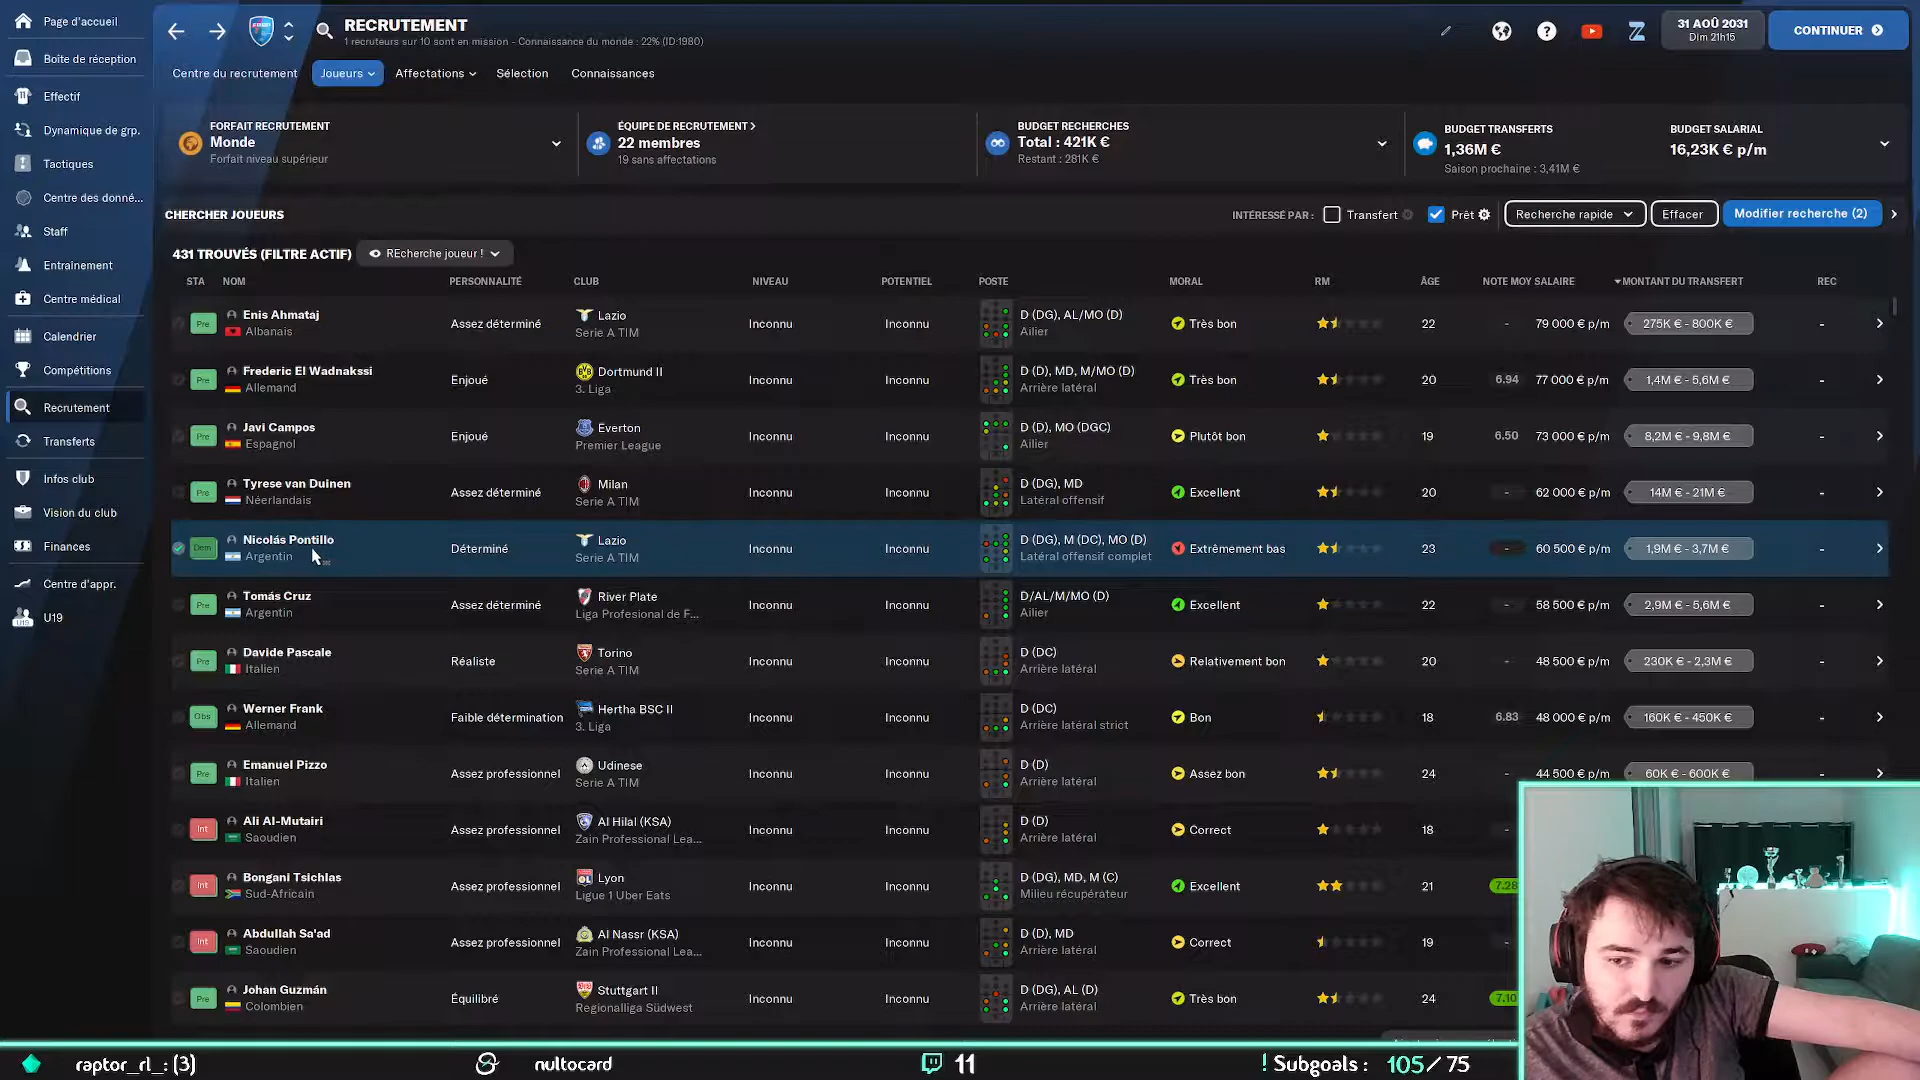 Page d'accueil
Boîte de réception
Effectif
Dynamique de grp.
Tactiques
Centre des donné...
Staff
Entraînement
Centre médical
Calendrier
Compétitions
Recrutement
Transferts
Infos club
Vision du club
Finances
Centre d'appr.
U19
RECRUTEMENT
1 recruteurs sur 10 sont en mission - Connaissance du monde : 22% (ID:1980)
31 AOÛ 2031
Dim 21h15
CONTINUER
Centre du recrutement
Joueurs
Affectations
Sélection
Connaissances
FORFAIT RECRUTEMENT
Monde
Forfait niveau supérieur
ÉQUIPE DE RECRUTEMENT >
22 membres
19 sans affectations
BUDGET RECHERCHES
Total : 421K €
Restant : 281K €
BUDGET TRANSFERTS
1,36M €
Saison prochaine : 3,41M €
BUDGET SALARIAL
16,23K € p/m
CHERCHER JOUEURS
INTÉRESSÉ PAR :
Transfert
Prêt
Recherche rapide
Effacer
Modifier recherche (2)
431 TROUVÉS (FILTRE ACTIF)
REcherche joueur !
STA NOM PERSONNALITÉ CLUB NIVEAU POTENTIEL POSTE MORAL RM ÂGE NOTE MOY SALAIRE MONTANT DU TRANSFERT REC
Pre Enis Ahmataj Assez déterminé Lazio Inconnu Inconnu D (DG), AL/MO (D) Très bon 22 - 79 000 € p/m 275K € - 800K € -
Albanais Serie A TIM Ailier
Pre Frederic El Wadnakssi Enjoué Dortmund II Inconnu Inconnu D (D), MD, M/MO (D) Très bon 20 6.94 77 000 € p/m 1,4M € - 5,6M € -
Allemand 3. Liga Arrière latéral
Pre Javi Campos Enjoué Everton Inconnu Inconnu D (D), MO (DGC) Plutôt bon 19 6.50 73 000 € p/m 8,2M € - 9,8M € -
Espagnol Premier League Ailier
Pre Tyrese van Duinen Assez déterminé Milan Inconnu Inconnu D (DG), MD Excellent 20 - 62 000 € p/m 14M € - 21M € -
Néerlandais Serie A TIM Latéral offensif
Dem Nicolás Pontillo Déterminé Lazio Inconnu Inconnu D (DG), M (DC), MO (D) Extrêmement bas 23 - 60 500 € p/m 1,9M € - 3,7M € -
Argentin Serie A TIM Latéral offensif complet
Pre Tomás Cruz Assez déterminé River Plate Inconnu Inconnu D/AL/M/MO (D) Excellent 22 - 58 500 € p/m 2,9M € - 5,6M € -
Argentin Liga Profesional de F... Ailier
Pre Davide Pascale Réaliste Torino Inconnu Inconnu D (DC) Relativement bon 20 - 48 500 € p/m 230K € - 2,3M € -
Italien Serie A TIM Arrière latéral
Obs Werner Frank Faible détermination Hertha BSC II Inconnu Inconnu D (DC) Bon 18 6.83 48 000 € p/m 160K € - 450K € -
Allemand 3. Liga Arrière latéral strict
Pre Emanuel Pizzo Assez professionnel Udinese Inconnu Inconnu D (D) Assez bon 24 - 44 500 € p/m 60K € - 600K € -
Italien Serie A TIM Arrière latéral
Int Ali Al-Mutairi Assez professionnel Al Hilal (KSA) Inconnu Inconnu D (D) Correct 18 -
Saoudien Zain Professional Lea... Arrière latéral
Int Bongani Tsichlas Assez professionnel Lyon Inconnu Inconnu D (DG), MD, M (C) Excellent 21 7.28
Sud-Africain Ligue 1 Uber Eats Milieu récupérateur
Int Abdullah Sa'ad Assez professionnel Al Nassr (KSA) Inconnu Inconnu D (D), MD Correct 19 -
Saoudien Zain Professional Lea... Arrière latéral
Pre Johan Guzmán Équilibré Stuttgart II Inconnu Inconnu D (DG), AL (D) Très bon 24 7.10
Colombien Regionalliga Südwest Arrière latéral
raptor_rl_: (3)
nultocard
11
! Subgoals : 105 / 75